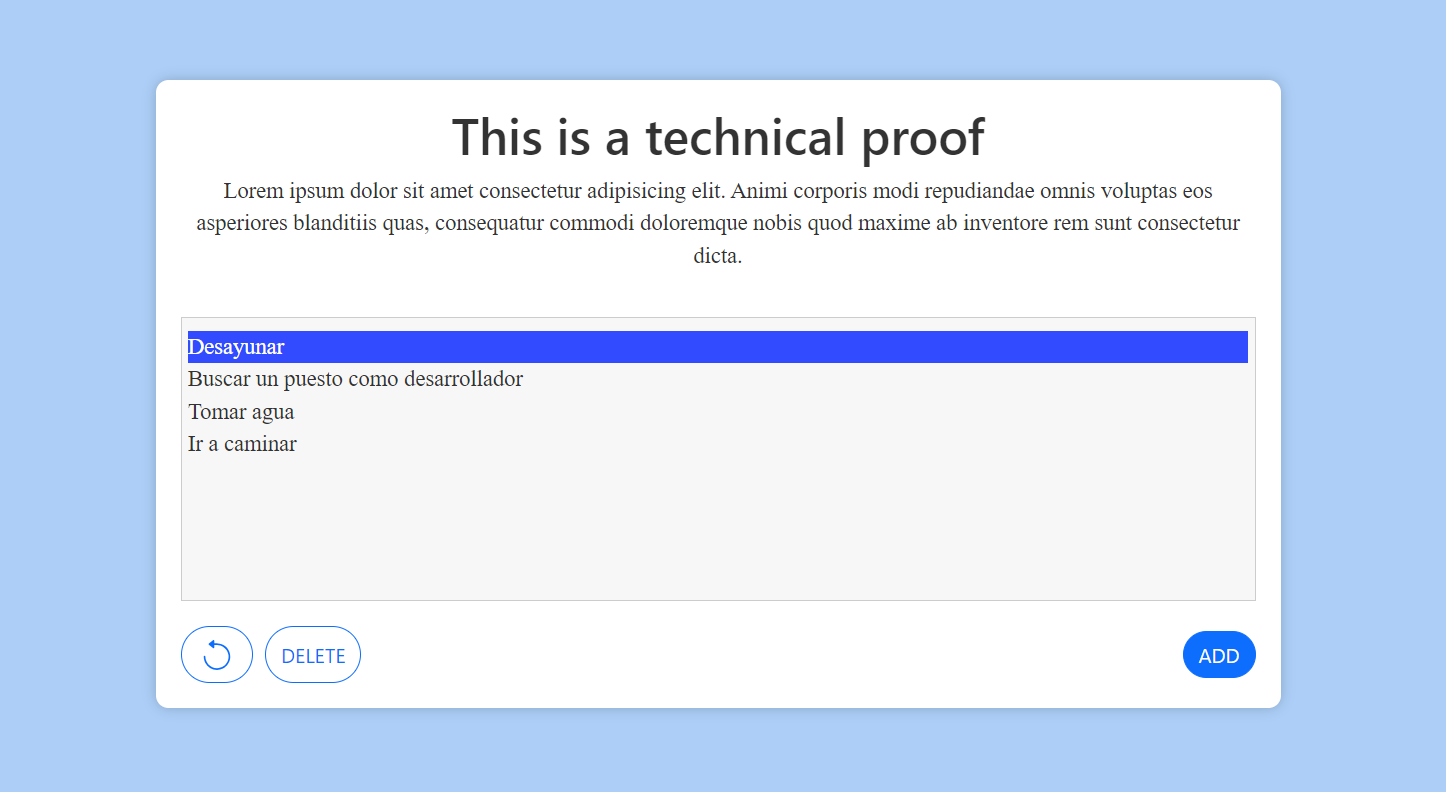 This is a technical proof
Lorem ipsum dolor sit amet consectetur adipisicing elit. Animi corporis modi repudiandae omnis voluptas eos
asperiores blanditiis quas, consequatur commodi doloremque nobis quod maxime ab inventore rem sunt consectetur
dicta.
Desayunar
Buscar un puesto como desarrollador
Tomar agua
Ir a caminar
DELETE
ADD